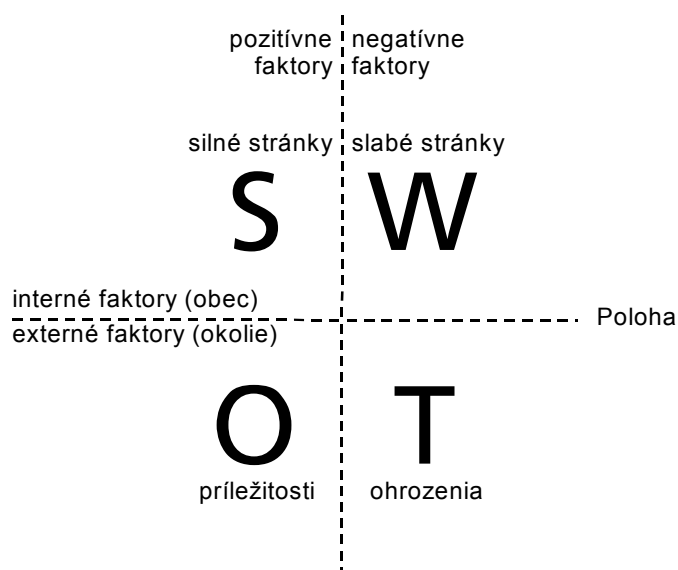 pozitívne negatívne
faktory faktory
silné stránky slabé stránky
S W
interné faktory (obec)
Poloha
externé faktory (okolie)
O T
príležitosti ohrozenia